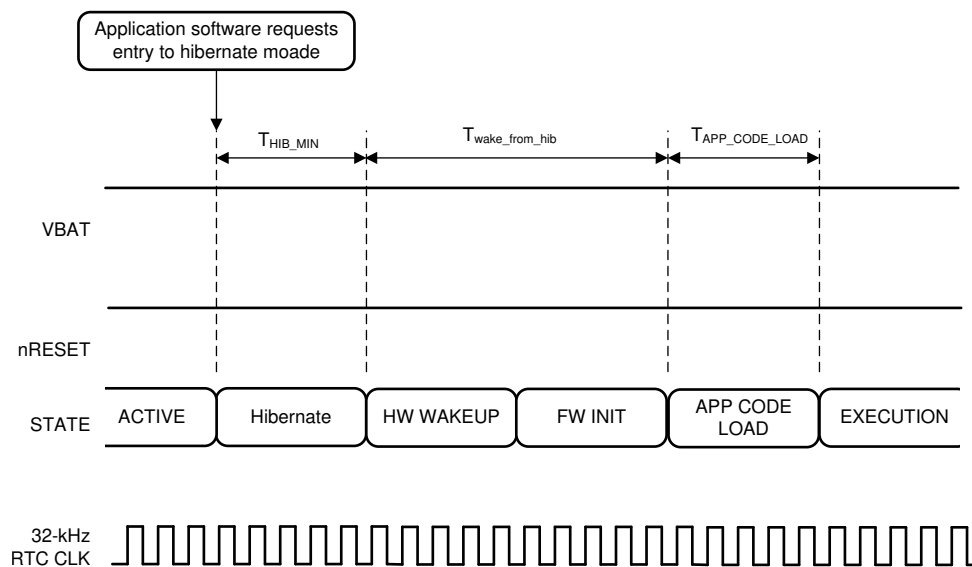 Application software requests
entry to hibernate moade
THIB_MIN
Twake_from_hib
TAPP_CODE_LOAD
VBAT
nRESET
STATE
ACTIVE
Hibernate
HW WAKEUP
FW INIT
APP CODE
LOAD
EXECUTION
32-kHz
RTC CLK